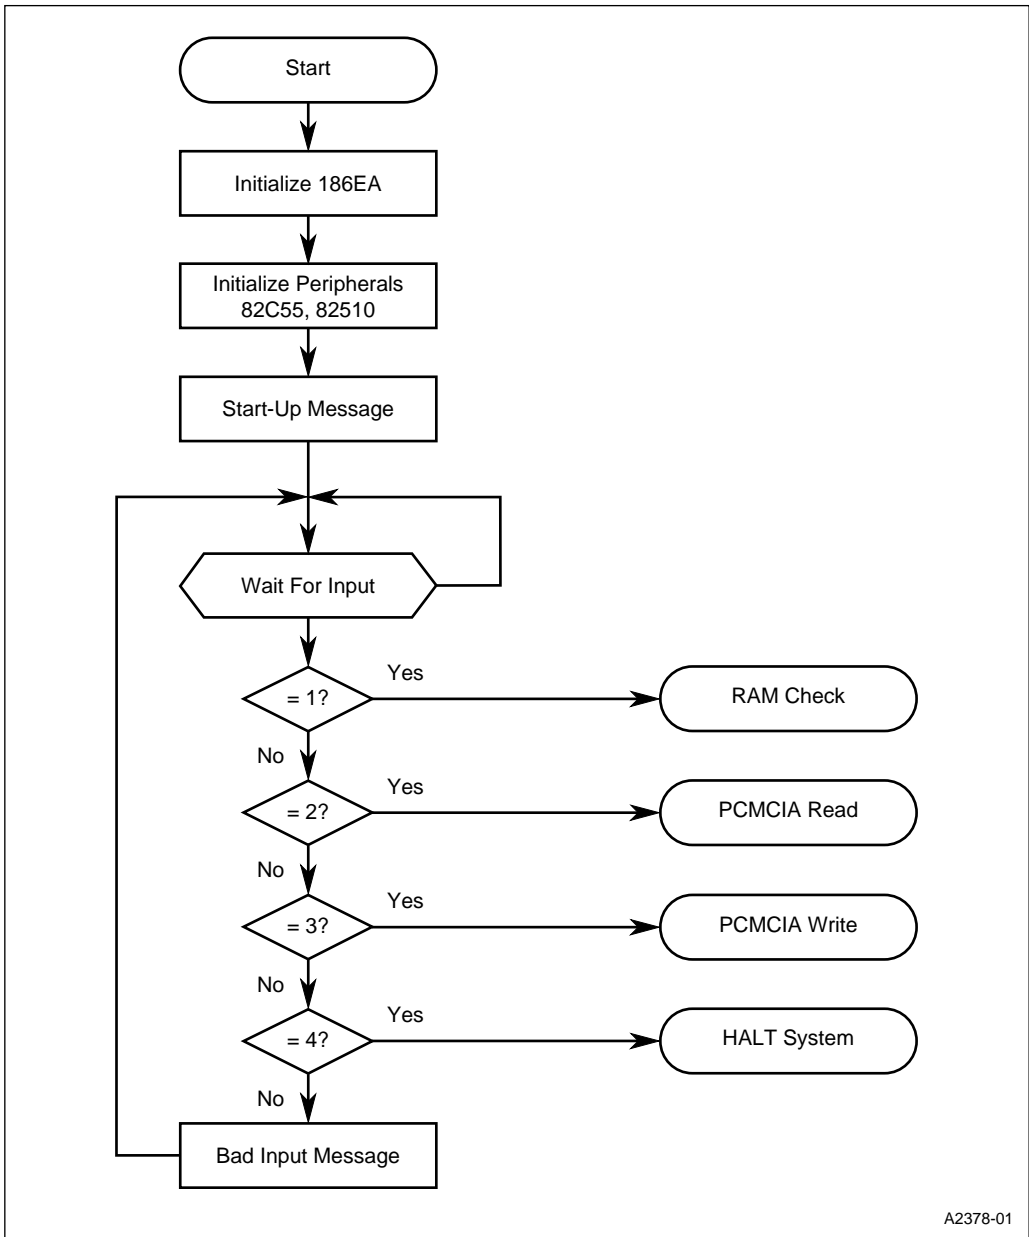 Start
Initialize 186EA
Initialize Peripherals
82C55, 82510
Start-Up Message
Wait For Input
= 1?
Yes
RAM Check
No
= 2?
Yes
PCMCIA Read
No
= 3?
Yes
PCMCIA Write
No
= 4?
Yes
HALT System
No
Bad Input Message
A2378-01